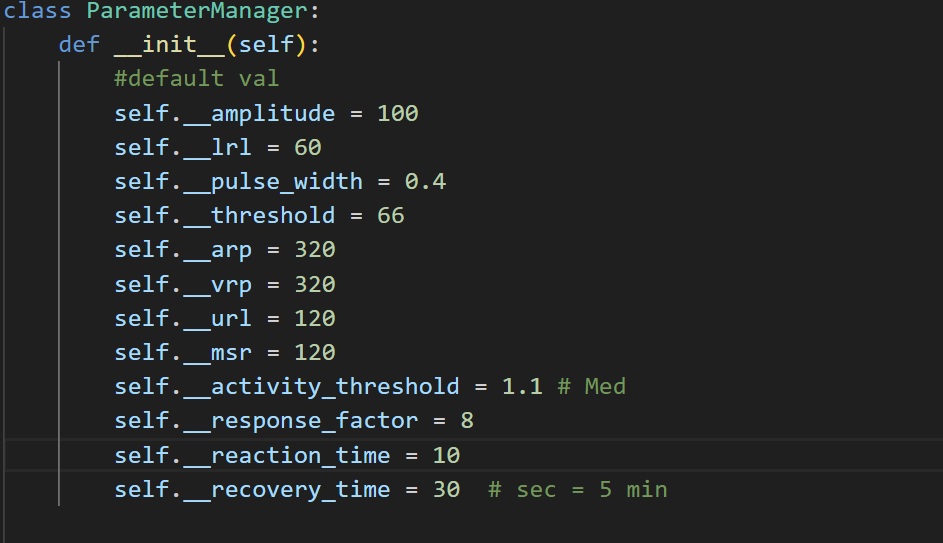 class ParameterManager:
    def __init__(self):
        #default val
        self.__amplitude = 100
        self.__lrl = 60
        self.__pulse_width = 0.4
        self.__threshold = 66
        self.__arp = 320
        self.__vrp = 320
        self.__url = 120
        self.__msr = 120
        self.__activity_threshold = 1.1 # Med
        self.__response_factor = 8
        self.__reaction_time = 10
        self.__recovery_time = 30  # sec = 5 min